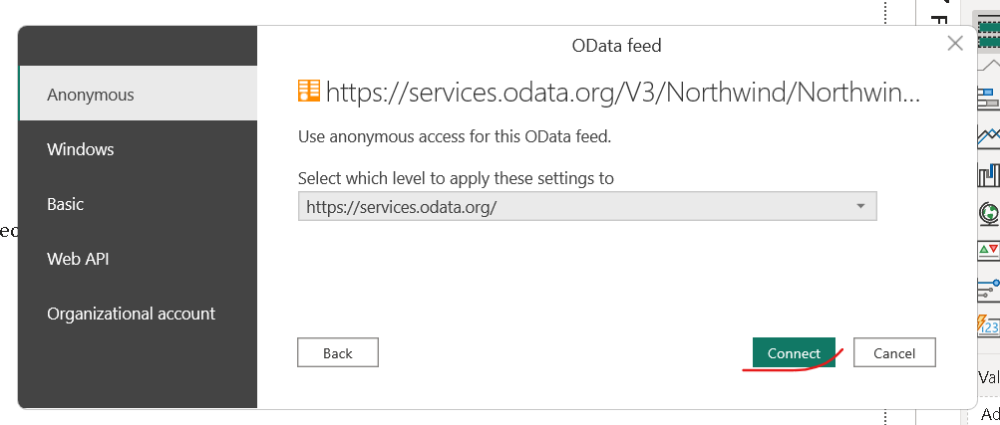 OData feed
Anonymous
Windows
Basic
Web API
Organizational account
https://services.odata.org/V3/Northwind/Northwin...
Use anonymous access for this OData feed.
Select which level to apply these settings to
https://services.odata.org/
Back
Connect
Cancel
123
Val
Ad